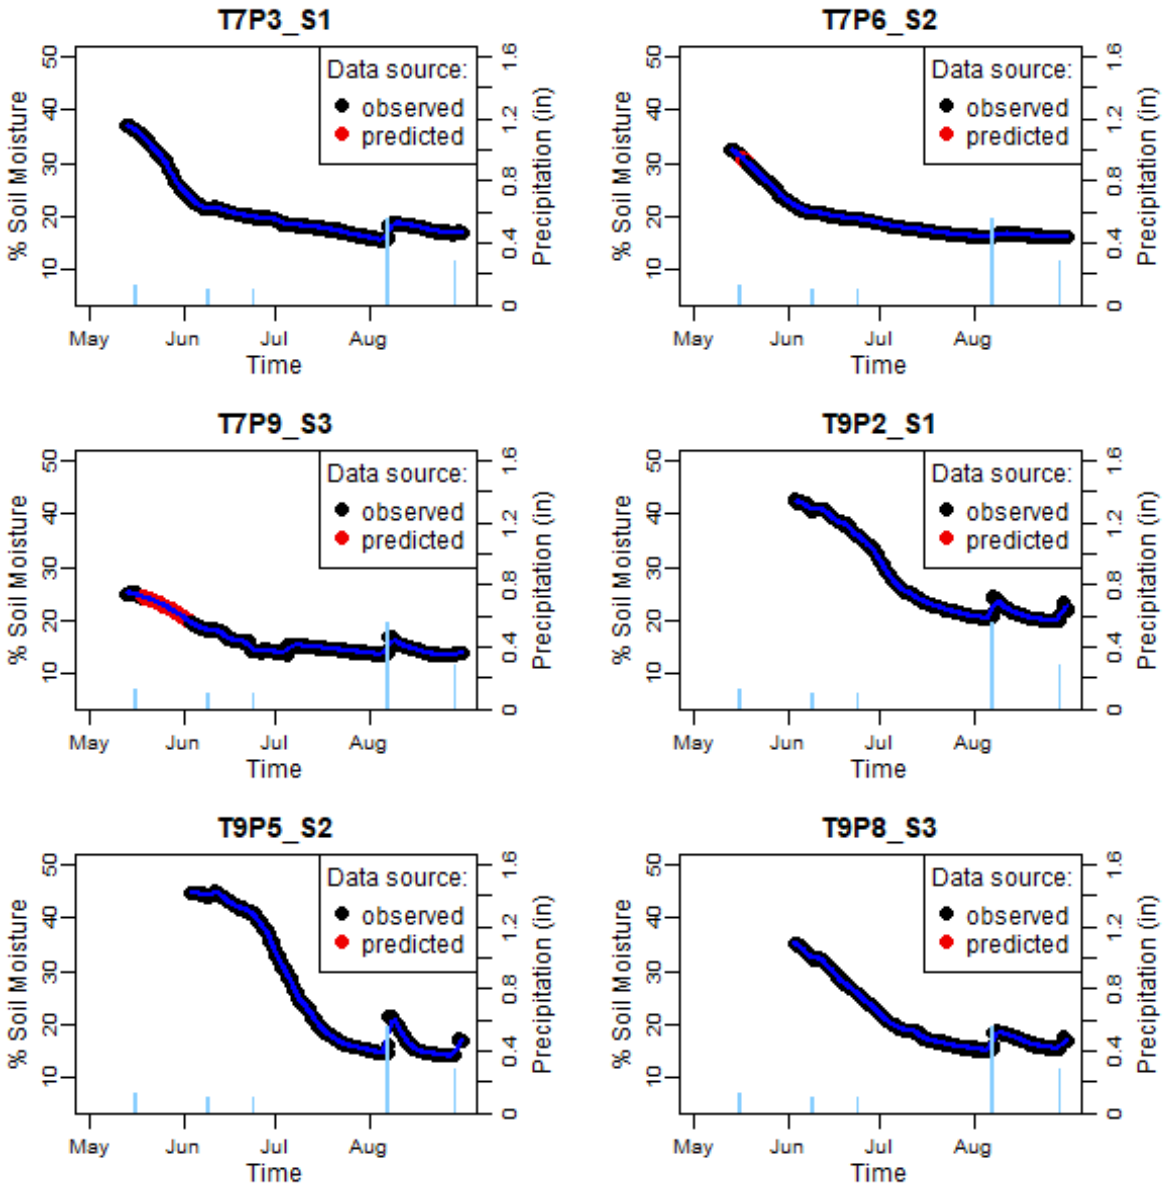 T7P3_S1
% Soil Moisture
50
40
30
20
10
Data source:
observed
predicted
1.6
1.2
0.8
0.4
0
Precipitation (in)
May Jun Jul Aug
Time
T7P6_S2
% Soil Moisture
50
40
30
20
10
Data source:
observed
predicted
1.6
1.2
0.8
0.4
0
Precipitation (in)
May Jun Jul Aug
Time
T7P9_S3
% Soil Moisture
50
40
30
20
10
Data source:
observed
predicted
1.6
1.2
0.8
0.4
0
Precipitation (in)
May Jun Jul Aug
Time
T9P2_S1
% Soil Moisture
50
40
30
20
10
Data source:
observed
predicted
1.6
1.2
0.8
0.4
0
Precipitation (in)
May Jun Jul Aug
Time
T9P5_S2
% Soil Moisture
50
40
30
20
10
Data source:
observed
predicted
1.6
1.2
0.8
0.4
0
Precipitation (in)
May Jun Jul Aug
Time
T9P8_S3
% Soil Moisture
50
40
30
20
10
Data source:
observed
predicted
1.6
1.2
0.8
0.4
0
Precipitation (in)
May Jun Jul Aug
Time